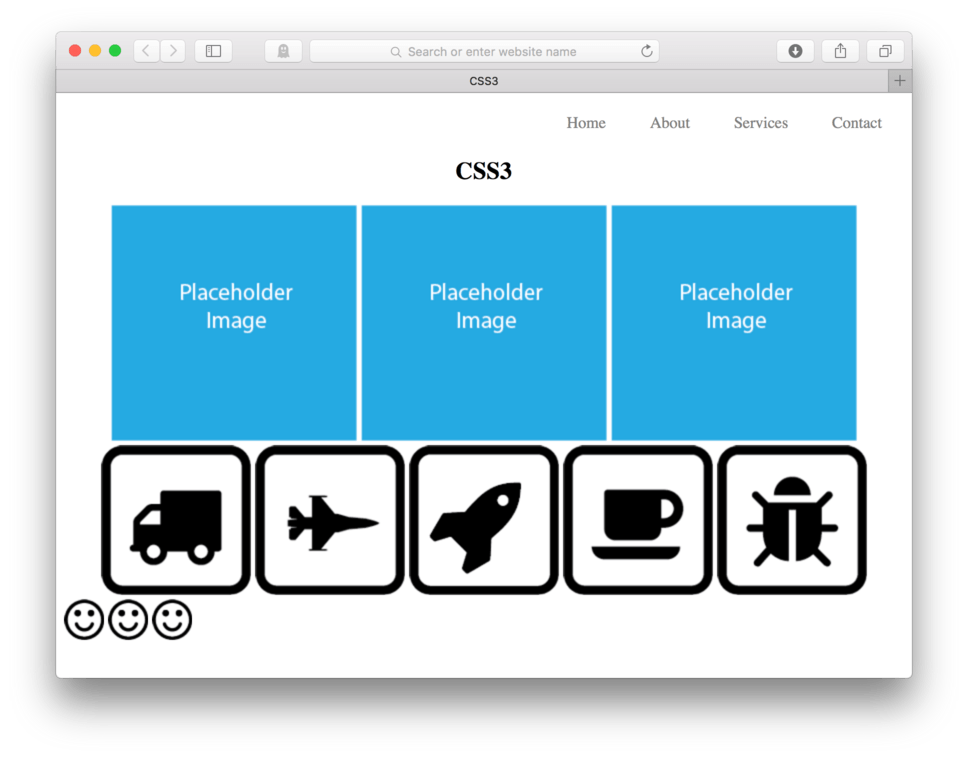 Search or enter website name
CSS3
Home About Services Contact
CSS3
Placeholder Image
Placeholder Image
Placeholder Image